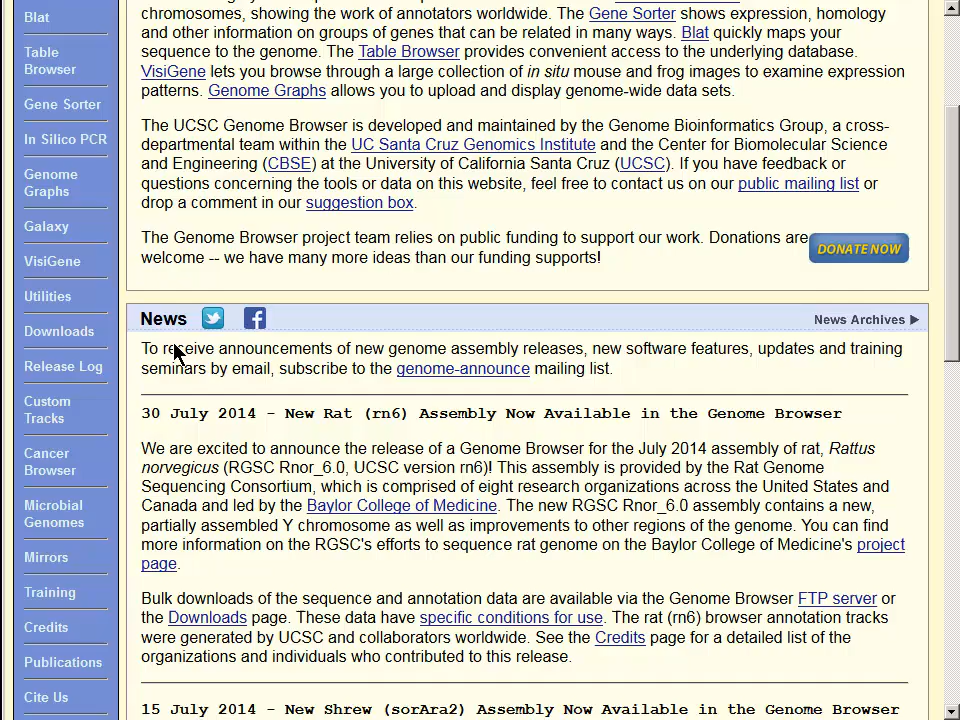 Blat
Table
Browser
Gene Sorter
In Silico PCR
Genome
Graphs
Galaxy
VisiGene
Utilities
Downloads
Release Log
Custom
Tracks
Cancer
Browser
Microbial
Genomes
Mirrors
Training
Credits
Publications
Cite Us
chromosomes, showing the work of annotators worldwide. The Gene Sorter shows expression, homology
and other information on groups of genes that can be related in many ways. Blat quickly maps your
sequence to the genome. The Table Browser provides convenient access to the underlying database.
VisiGene lets you browse through a large collection of in situ mouse and frog images to examine expression
patterns. Genome Graphs allows you to upload and display genome-wide data sets.
The UCSC Genome Browser is developed and maintained by the Genome Bioinformatics Group, a cross-
departmental team within the UC Santa Cruz Genomics Institute and the Center for Biomolecular Science
and Engineering (CBSE) at the University of California Santa Cruz (UCSC). If you have feedback or
questions concerning the tools or data on this website, feel free to contact us on our public mailing list or
drop a comment in our suggestion box.
The Genome Browser project team relies on public funding to support our work. Donations are
welcome -- we have many more ideas than our funding supports!
DONATE NOW
News
News Archives ▶
To receive announcements of new genome assembly releases, new software features, updates and training
seminars by email, subscribe to the genome-announce mailing list.
30 July 2014 - New Rat (rn6) Assembly Now Available in the Genome Browser
We are excited to announce the release of a Genome Browser for the July 2014 assembly of rat, Rattus
norvegicus (RGSC Rnor_6.0, UCSC version rn6)! This assembly is provided by the Rat Genome
Sequencing Consortium, which is comprised of eight research organizations across the United States and
Canada and led by the Baylor College of Medicine. The new RGSC Rnor_6.0 assembly contains a new,
partially assembled Y chromosome as well as improvements to other regions of the genome. You can find
more information on the RGSC's efforts to sequence rat genome on the Baylor College of Medicine's project
page.
Bulk downloads of the sequence and annotation data are available via the Genome Browser FTP server or
the Downloads page. These data have specific conditions for use. The rat (rn6) browser annotation tracks
were generated by UCSC and collaborators worldwide. See the Credits page for a detailed list of the
organizations and individuals who contributed to this release.
15 July 2014 - New Shrew (sorAra2) Assembly Now Available in the Genome Browser